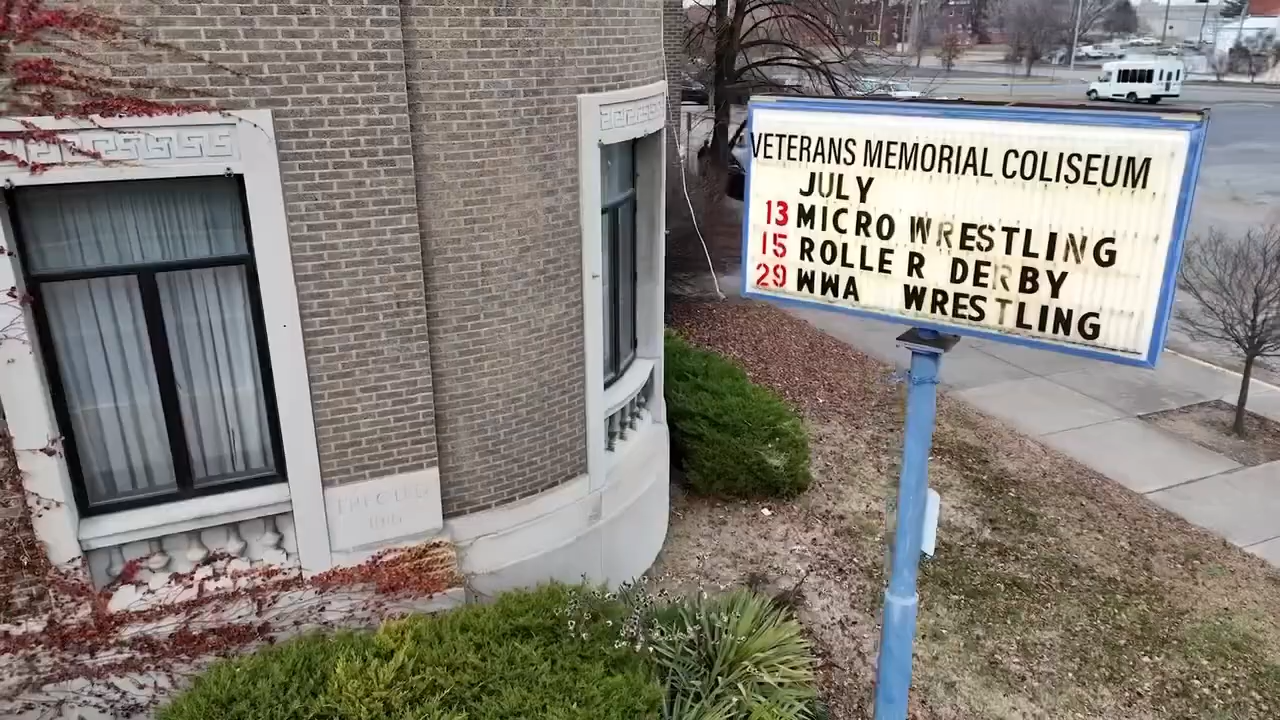 VETERANS MEMORIAL COLISEUM
JULY
13 MICRO WRESTLING
15 ROLLER DERBY
29 WWA WRESTLING